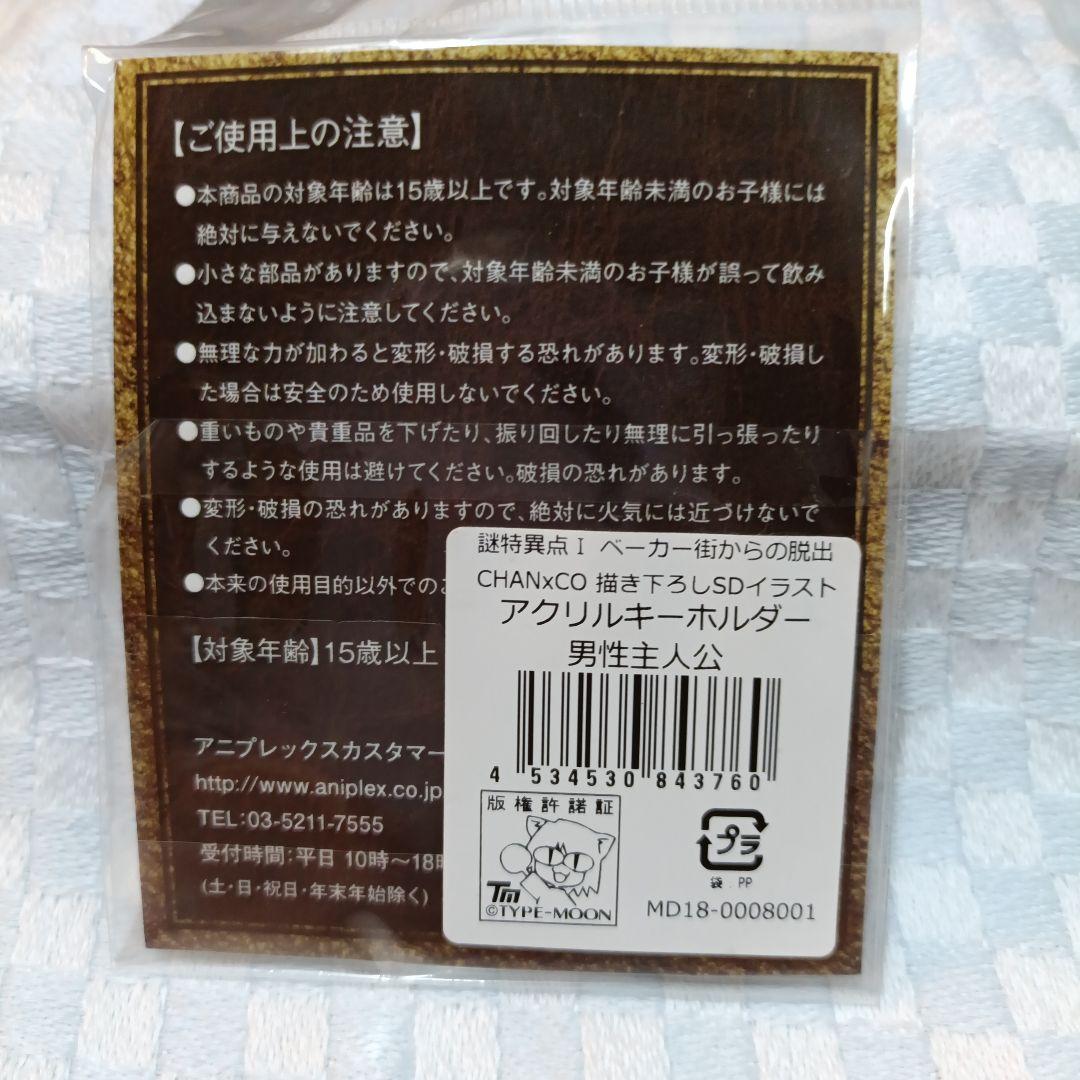 【ご使用上の注意】
●本商品の対象年齢は15歳以上です。対象年齢未満のお子様には
絶対に与えないでください。
●小さな部品がありますので、対象年齢未満のお子様が誤って飲み
込まないように注意してください。
●無理な力が加わると変形・破損する恐れがあります。変形・破損し
た場合は安全のため使用しないでください。
●重いものや貴重品を下げたり、振り回したり無理に引っ張ったり
するような使用は避けてください。破損の恐れがあります。
●変形・破損の恐れがありますので、絶対に火気には近づけないで
ください。
●本来の使用目的以外での
【対象年齢】15歳以上
アニプレックスカスタマー
http://www.aniplex.co.jp
TEL:03-5211-7555
受付時間:平日 10時〜18時
(土・日・祝日・年末年始除く)
謎特異点Ⅰ ベーカー街からの脱出
CHANxCO 描き下ろしSDイラスト
アクリルキーホルダー
男性主人公
4 534530 843760
版権許諾証
TM
©TYPE-MOON
プラ
袋:PP
MD18-0008001